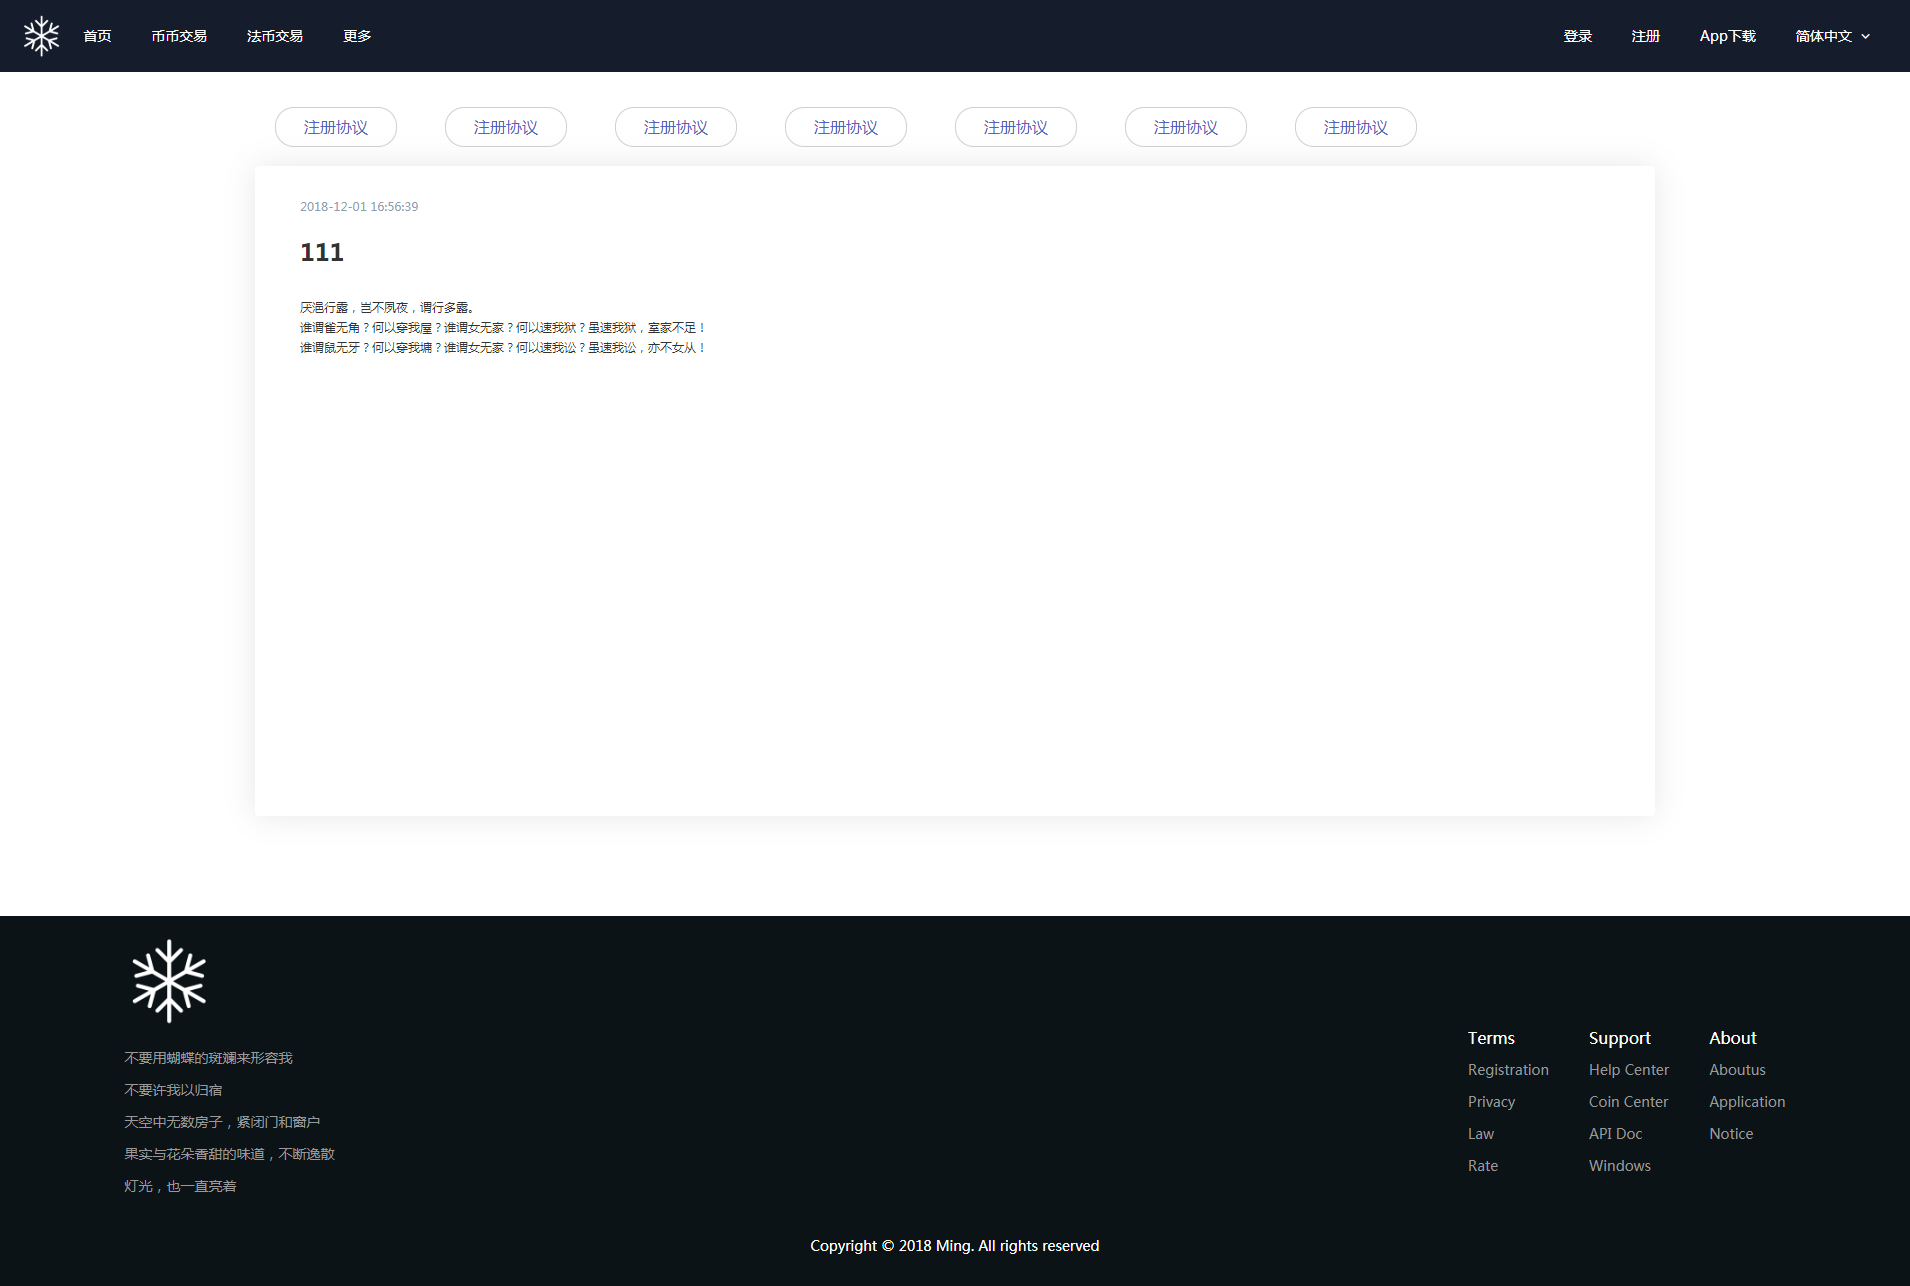 首页 币币交易 法币交易 更多 登录 注册 App下载 简体中文
注册协议 注册协议 注册协议 注册协议 注册协议 注册协议 注册协议
2018-12-01 16:56:39
111
厌浥行露，岂不夙夜，谓行多露。
谁谓雀无角？何以穿我屋？谁谓女无家？何以速我狱？虽速我狱，室家不足！
谁谓鼠无牙？何以穿我墉？谁谓女无家？何以速我讼？虽速我讼，亦不女从！
不要用蝴蝶的斑斓来形容我
不要许我以归宿
天空中无数房子，紧闭门和窗户
果实与花朵香甜的味道，不断逸散
灯光，也一直亮着
Terms
Registration
Privacy
Law
Rate
Support
Help Center
Coin Center
API Doc
Windows
About
Aboutus
Application
Notice
Copyright © 2018 Ming. All rights reserved